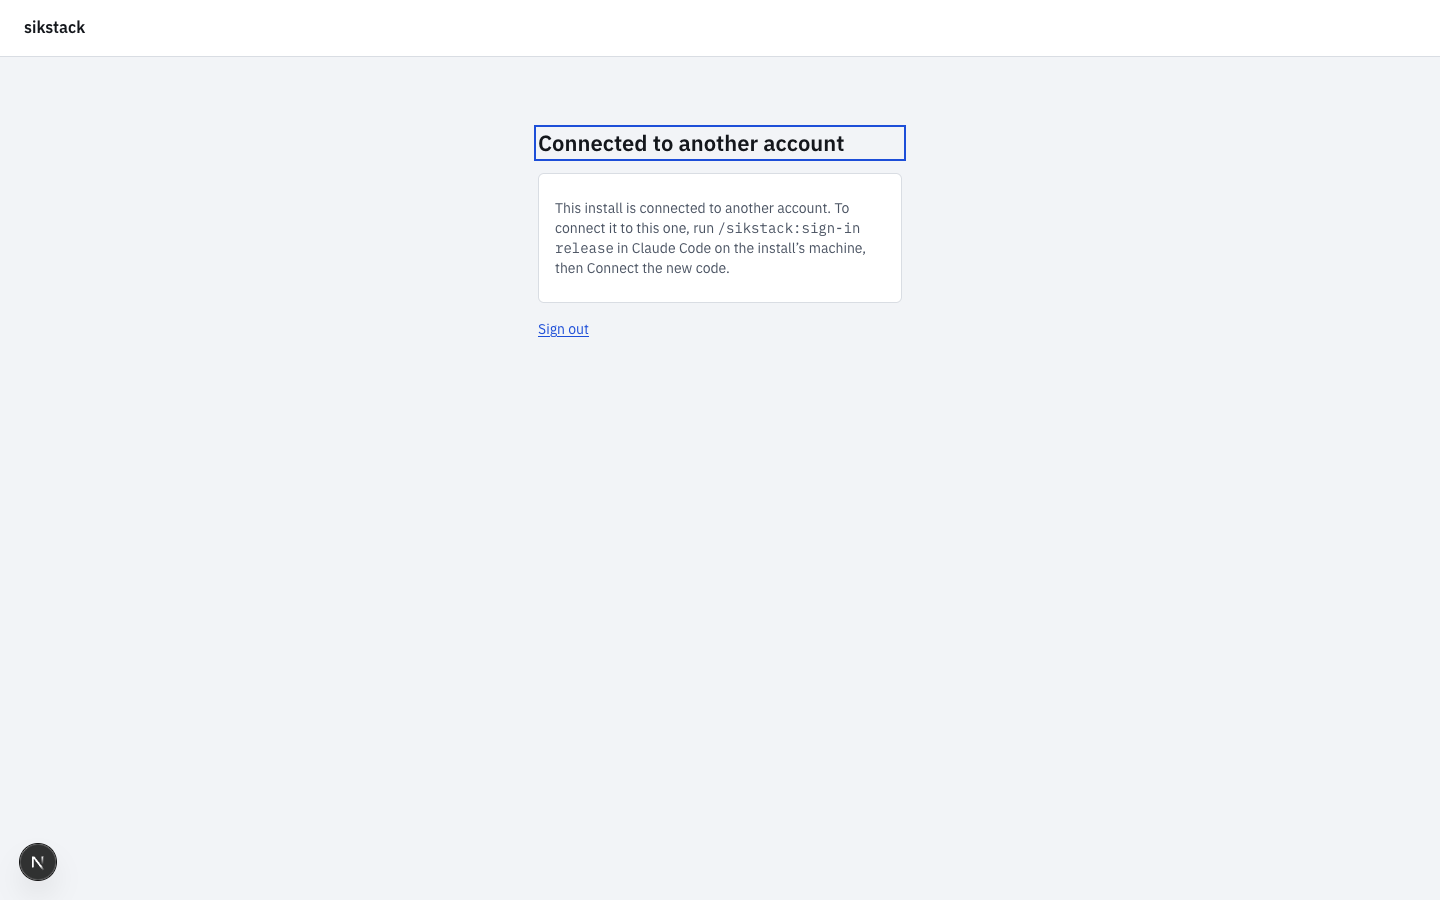 sikstack
Connected to another account
This install is connected to another account. To
connect it to this one, run /sikstack:sign-in
release in Claude Code on the install’s machine,
then Connect the new code.
Sign out
N